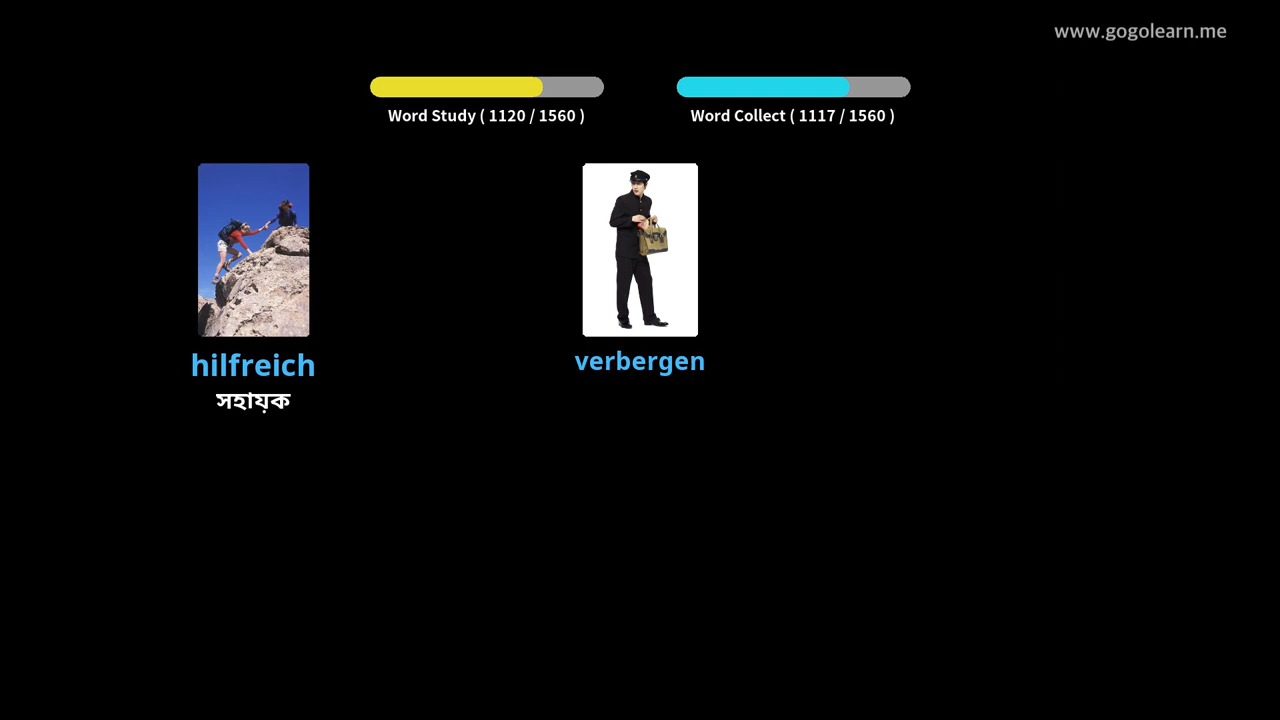 www.gogolearn.me
Word Study ( 1120 / 1560 )
Word Collect ( 1117 / 1560 )
hilfreich
সহায়ক
verbergen